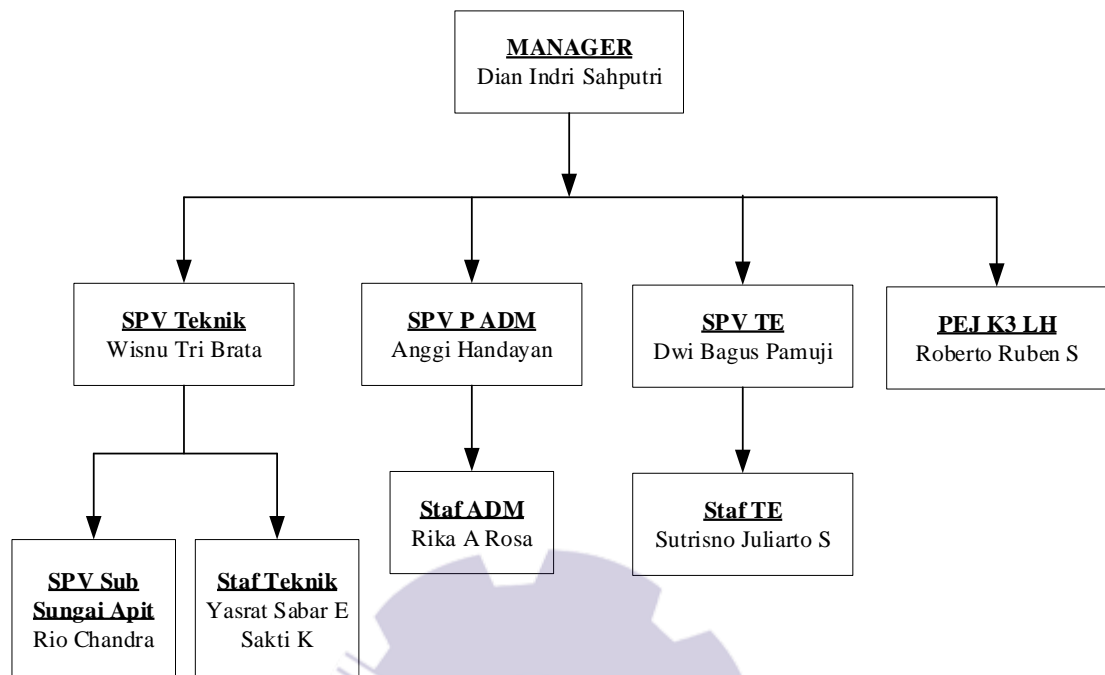 MANAGER
Dian Indri Sahputri
SPV Teknik
Wisnu Tri Brata
SPV P ADM
Anggi Handayan
SPV TE
Dwi Bagus Pamuji
PEJ K3 LH
Roberto Ruben S
Staf ADM
Rika A Rosa
Staf TE
Sutrisno Juliarto S
SPV Sub
Sungai Apit
Rio Chandra
Staf Teknik
Yasrat Sabar E
Sakti K